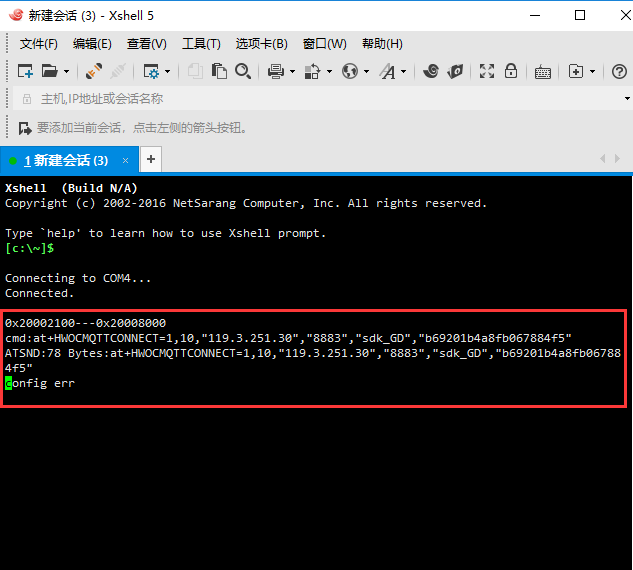 新建会话 (3) - Xshell 5
文件(F) 编辑(E) 查看(V) 工具(T) 选项卡(B) 窗口(W) 帮助(H)
主机,IP地址或会话名称
要添加当前会话，点击左侧的箭头按钮。
1 新建会话 (3) × +
Xshell (Build N/A)
Copyright (c) 2002-2016 NetSarang Computer, Inc. All rights reserved.
Type `help' to learn how to use Xshell prompt.
[c:\~]$
Connecting to COM4...
Connected.
0x20002100---0x20008000
cmd:at+HWOCMQTTCONNECT=1,10,"119.3.251.30","8883","sdk_GD","b69201b4a8fb067884f5"
ATSND:78 Bytes:at+HWOCMQTTCONNECT=1,10,"119.3.251.30","8883","sdk_GD","b69201b4a8fb06788
4f5"
config err